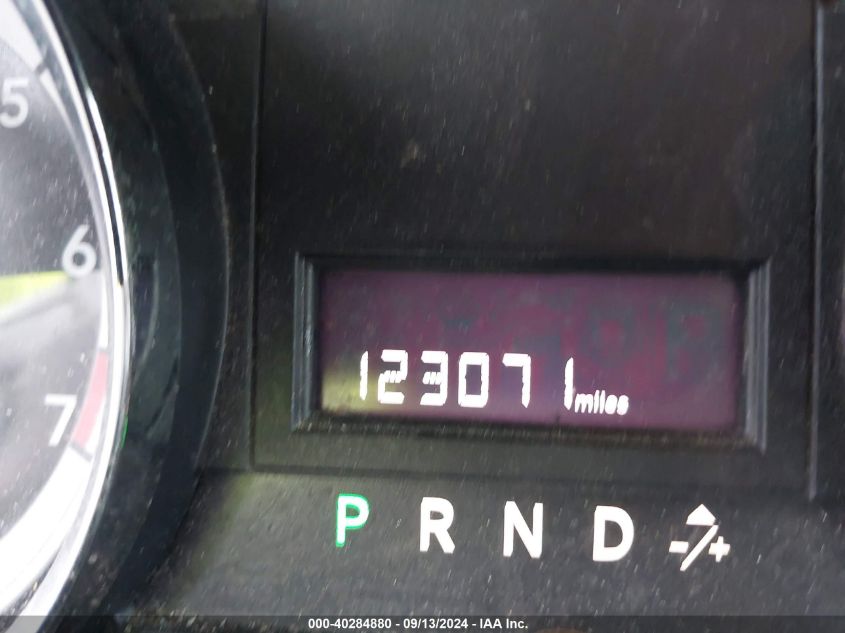 5
6
7
123071 miles
P R N D -/+
000-40284880 - 09/13/2024 - IAA Inc.